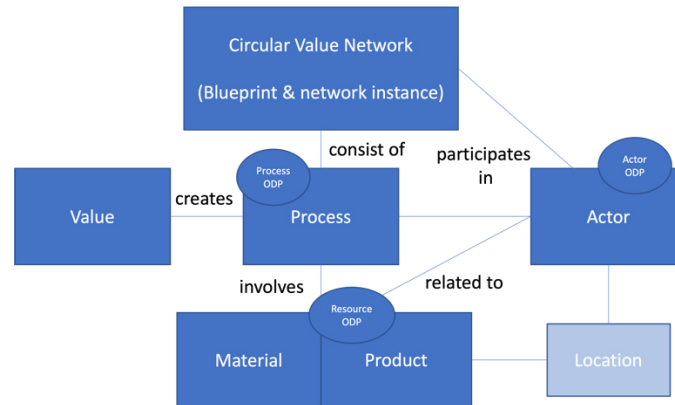 Circular Value Network
(Blueprint & network instance)
consist of
participates
in
Process
ODP
Actor
ODP
creates
Value
Process
Actor
involves
related to
Resource
ODP
Material
Product
Location